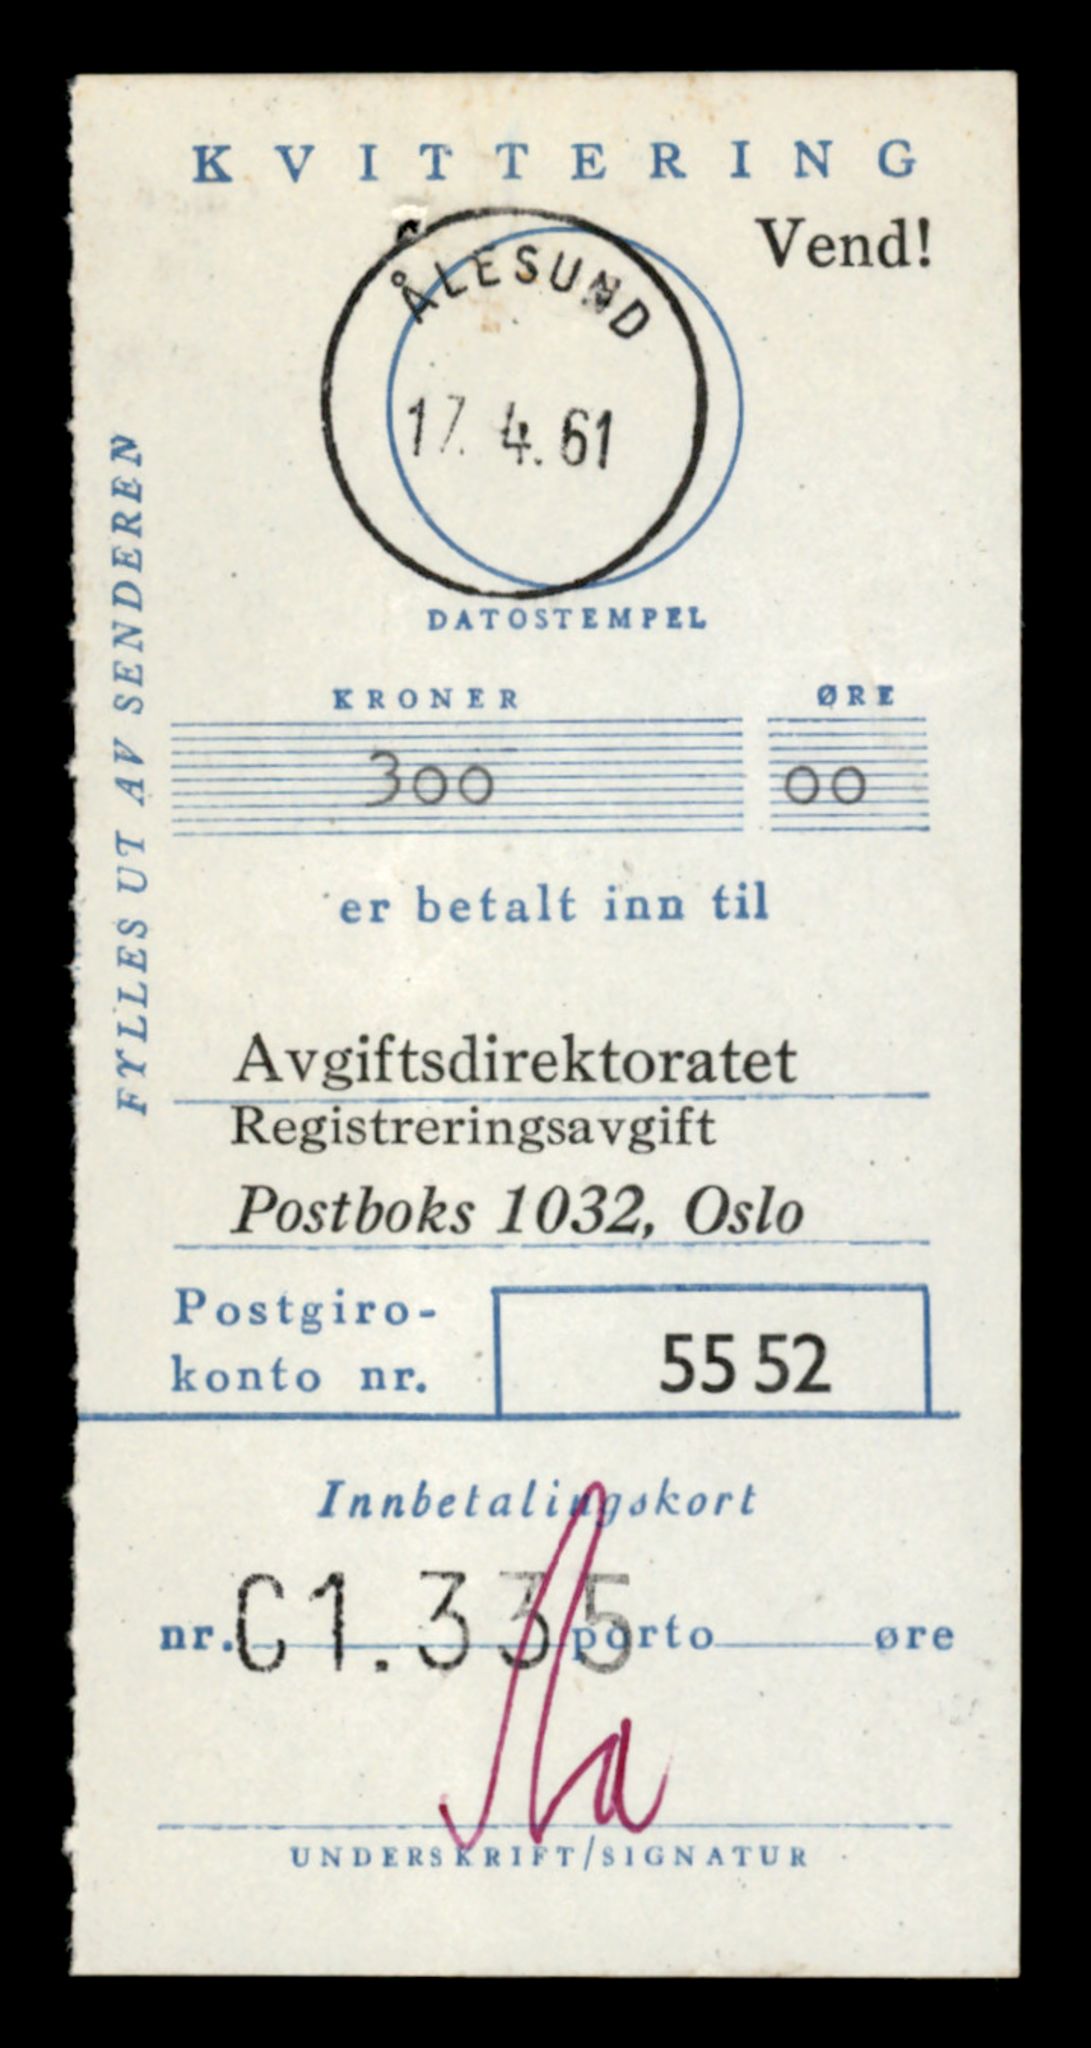 KVITTERING
Vend!
ÅLESUND
17. 4. 61
DATOSTEMPEL
FYLLES UT AV SENDEREN
KRONER ØRE
300 00
er betalt inn til
Avgiftsdirektoratet
Registreringsavgift
Postboks 1032, Oslo
Postgiro-
konto nr. 55 52
Innbetalingskort
nr. C1.335 porto øre
UNDERSKRIFT/SIGNATUR